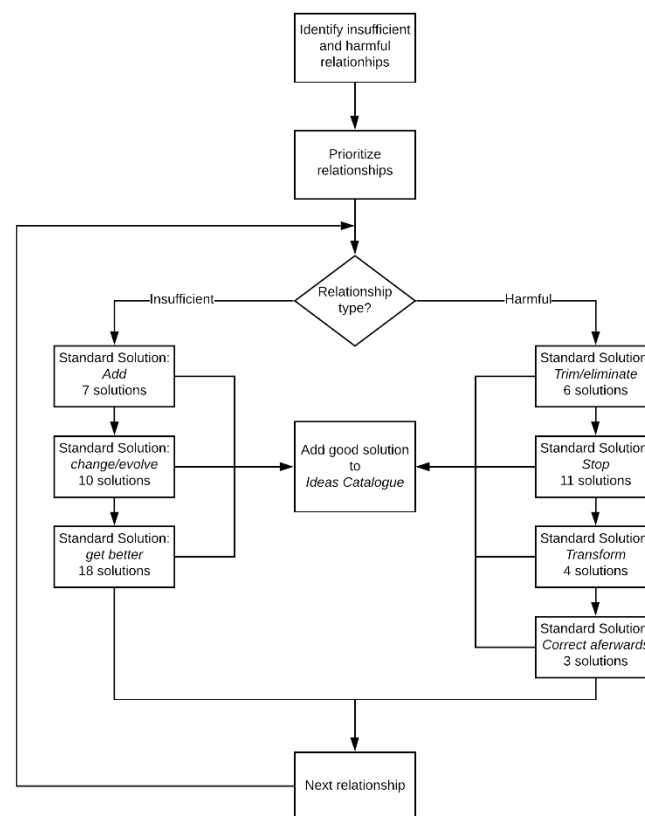 Identify insufficient
and harmful
relatioinhips
Prioritize
relationships
Relationship
type?
Insufficient
Harmful
Standard Solution:
Add
7 solutions
Standard Solution:
change/evolve
10 solutions
Standard Solution:
get better
18 solutions
Add good solution
to
Ideas Catalogue
Standard Solution:
Trim/eliminate
6 solutions
Standard Solution:
Stop
11 solutions
Standard Solution:
Transform
4 solutions
Standard Solution:
Correct aferwards
3 solutions
Next relationship